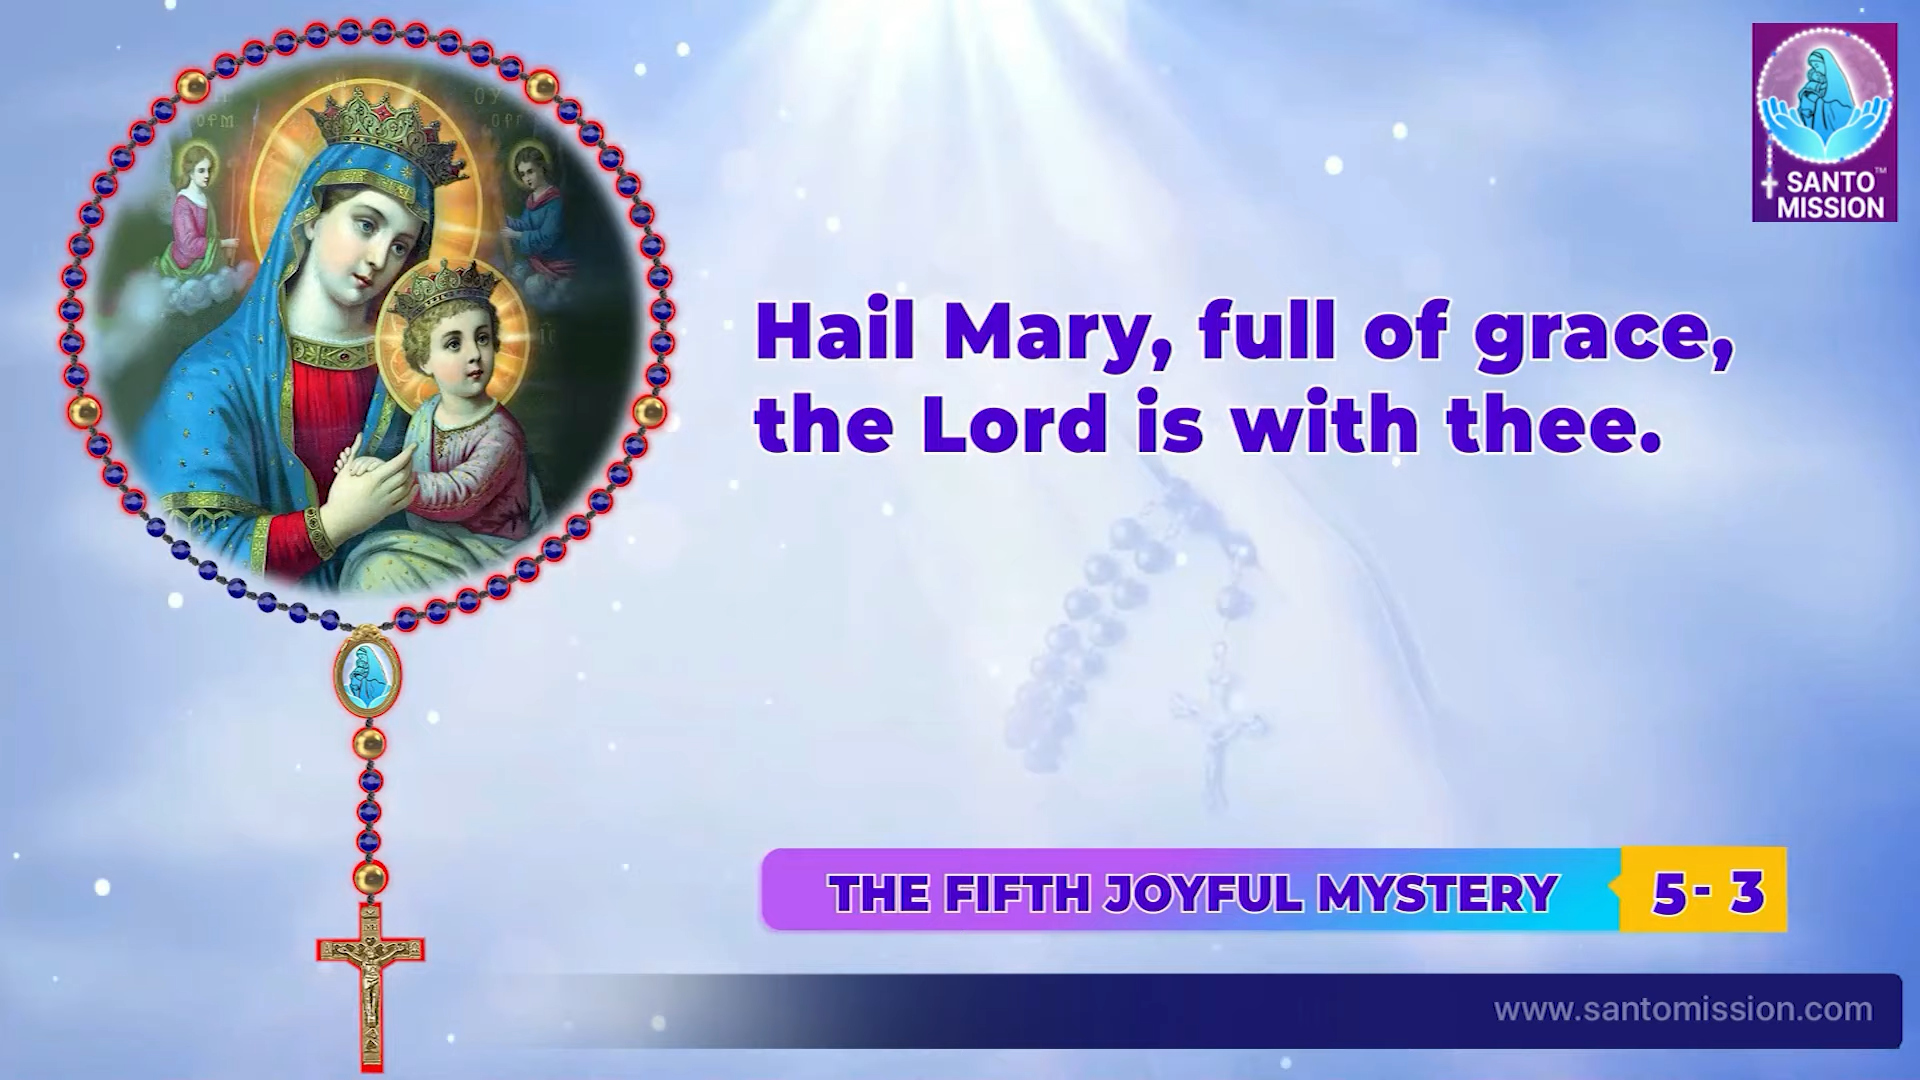 SANTO™
MISSION
Hail Mary, full of grace,
the Lord is with thee.
THE FIFTH JOYFUL MYSTERY 5- 3
www.santomission.com